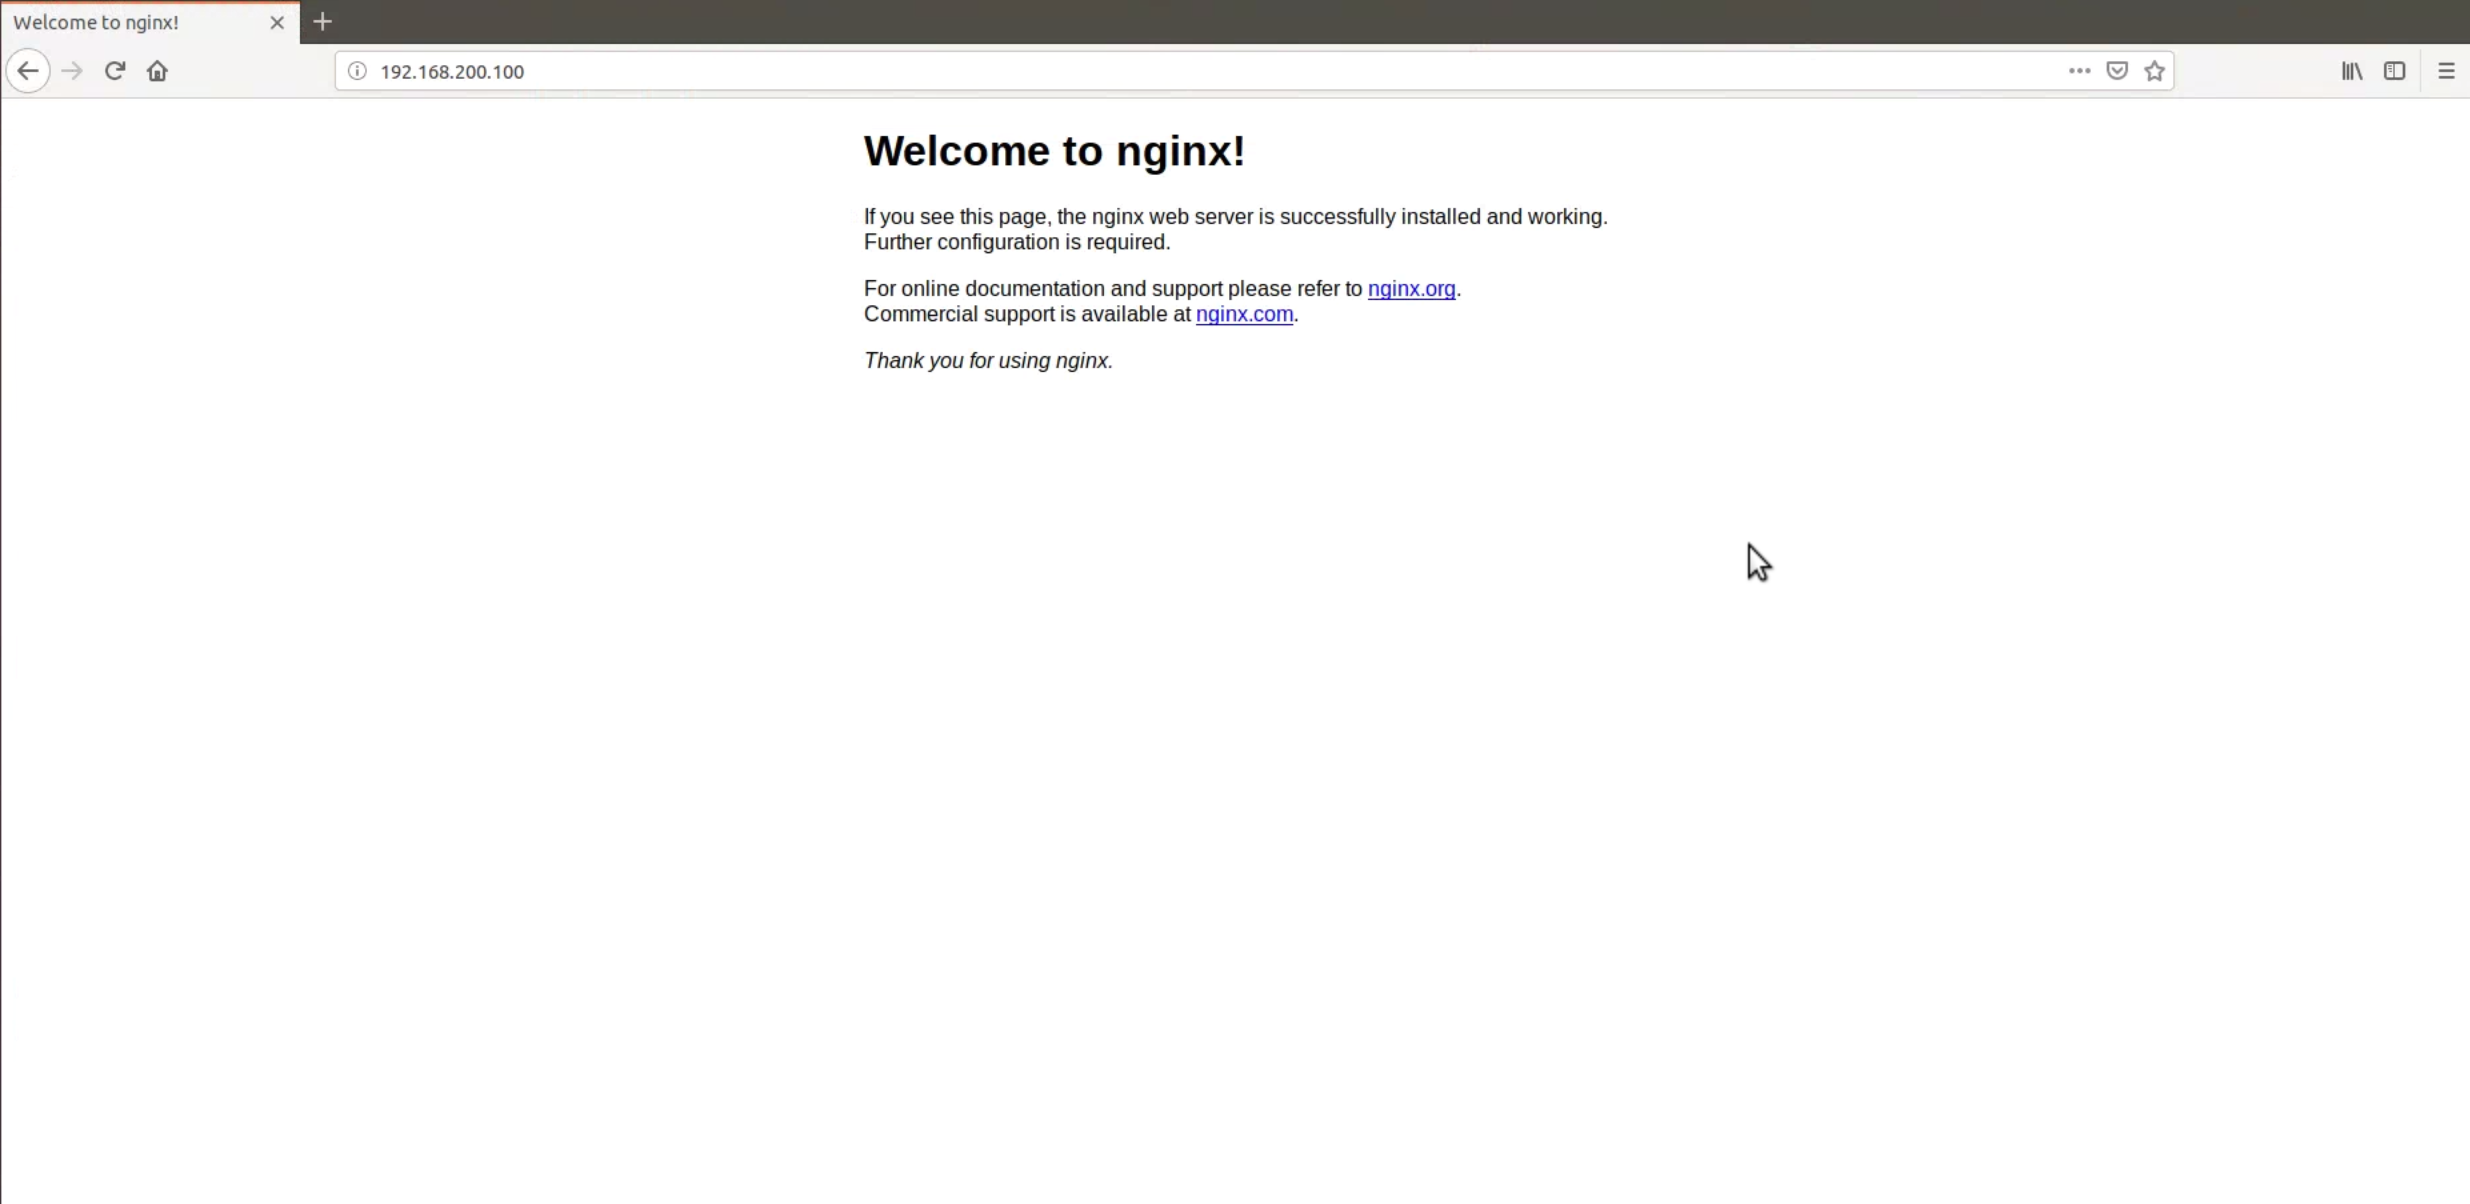 Welcome to nginx!
192.168.200.100
Welcome to nginx!
If you see this page, the nginx web server is successfully installed and working.
Further configuration is required.
For online documentation and support please refer to nginx.org.
Commercial support is available at nginx.com.
Thank you for using nginx.